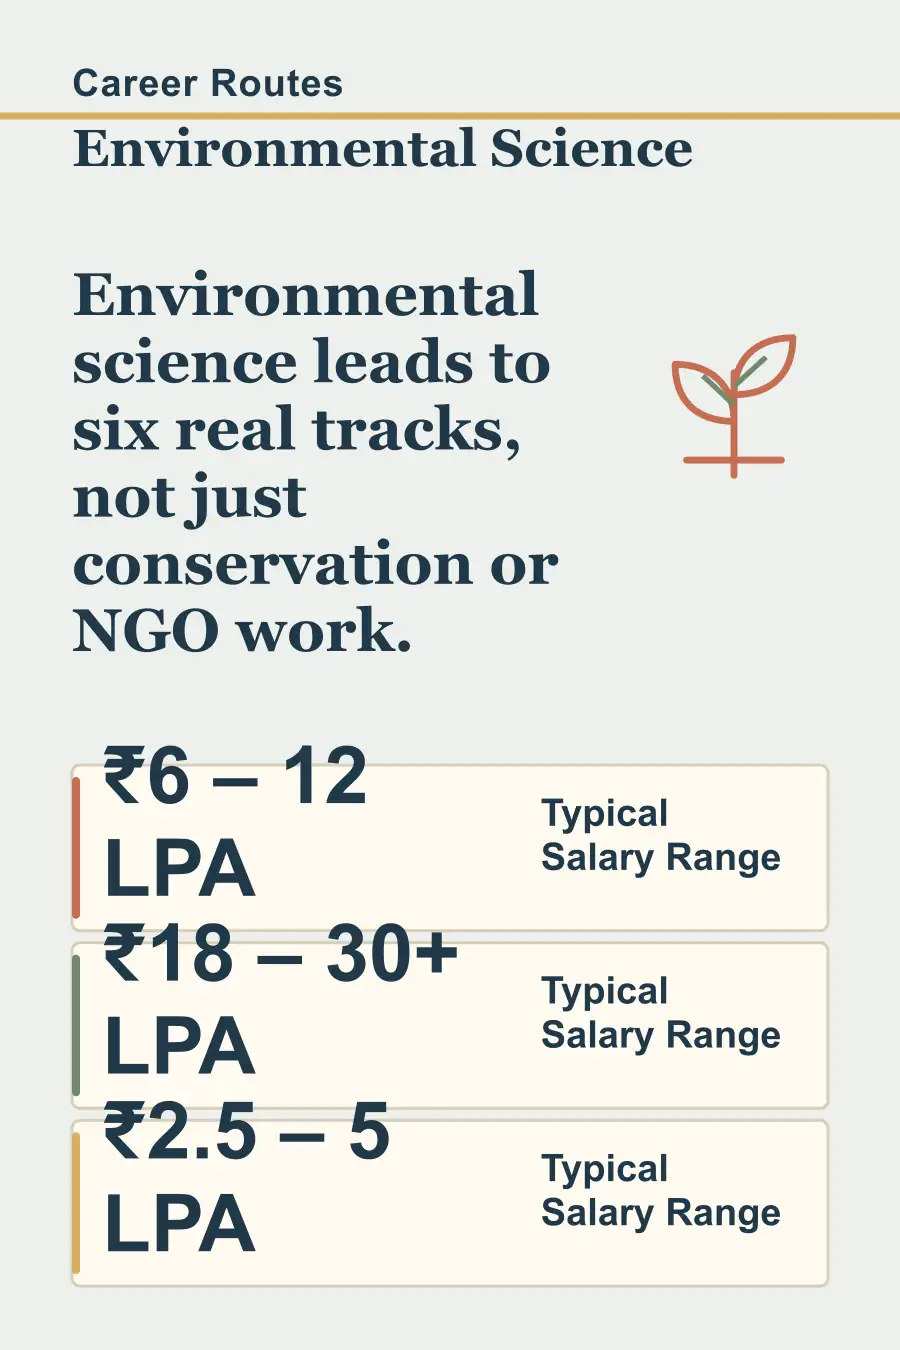 Career Routes
Environmental Science
Environmental
science leads to
six real tracks,
not just
conservation or
NGO work.
₹6 – 12
LPA
Typical
Salary Range
₹18 – 30+
LPA
Typical
Salary Range
₹2.5 – 5
LPA
Typical
Salary Range